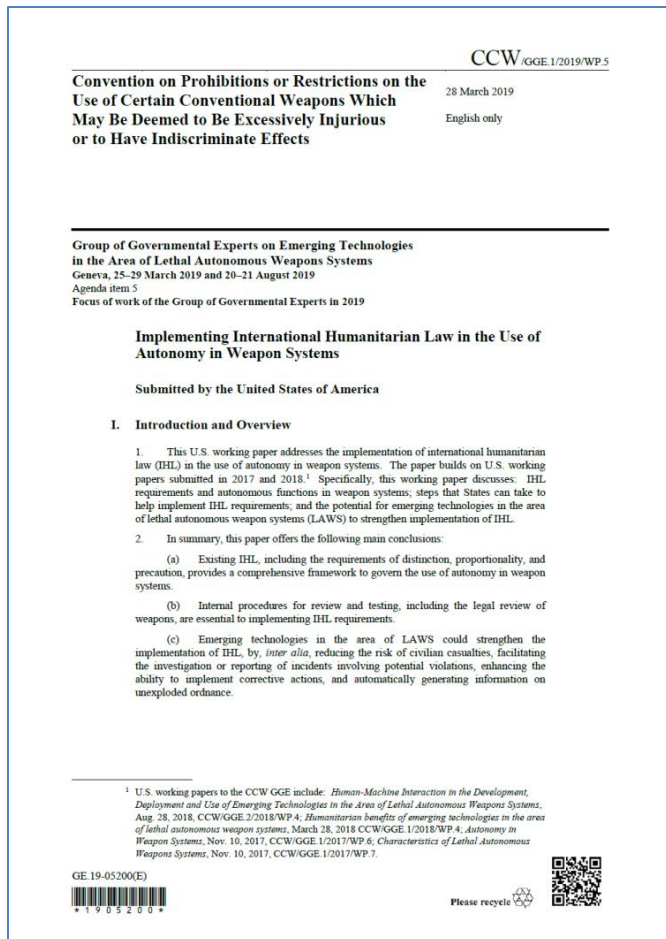 CCW/GGE.1/2019/WP.5
Convention on Prohibitions or Restrictions on the
Use of Certain Conventional Weapons Which
May Be Deemed to Be Excessively Injurious
or to Have Indiscriminate Effects
28 March 2019
English only
Group of Governmental Experts on Emerging Technologies
in the Area of Lethal Autonomous Weapons Systems
Geneva, 25–29 March 2019 and 20–21 August 2019
Agenda item 5
Focus of work of the Group of Governmental Experts in 2019
Implementing International Humanitarian Law in the Use of
Autonomy in Weapon Systems
Submitted by the United States of America
I. Introduction and Overview
1. This U.S. working paper addresses the implementation of international humanitarian
law (IHL) in the use of autonomy in weapon systems. The paper builds on U.S. working
papers submitted in 2017 and 2018.1 Specifically, this working paper discusses: IHL
requirements and autonomous functions in weapon systems; steps that States can take to
help implement IHL requirements; and the potential for emerging technologies in the area
of lethal autonomous weapon systems (LAWS) to strengthen implementation of IHL.
2. In summary, this paper offers the following main conclusions:
(a) Existing IHL, including the requirements of distinction, proportionality, and
precaution, provides a comprehensive framework to govern the use of autonomy in weapon
systems.
(b) Internal procedures for review and testing, including the legal review of
weapons, are essential to implementing IHL requirements.
(c) Emerging technologies in the area of LAWS could strengthen the
implementation of IHL, by, inter alia, reducing the risk of civilian casualties, facilitating
the investigation or reporting of incidents involving potential violations, enhancing the
ability to implement corrective actions, and automatically generating information on
unexploded ordnance.
1 U.S. working papers to the CCW GGE include: Human-Machine Interaction in the Development,
Deployment and Use of Emerging Technologies in the Area of Lethal Autonomous Weapons Systems,
Aug. 28, 2018, CCW/GGE.2/2018/WP.4; Humanitarian benefits of emerging technologies in the area
of lethal autonomous weapon systems, March 28, 2018 CCW/GGE.1/2018/WP.4; Autonomy in
Weapon Systems, Nov. 10, 2017, CCW/GGE.1/2017/WP.6; Characteristics of Lethal Autonomous
Weapons Systems, Nov. 10, 2017, CCW/GGE.1/2017/WP.7.
GE.19-05200(E)
*1905200*
Please recycle